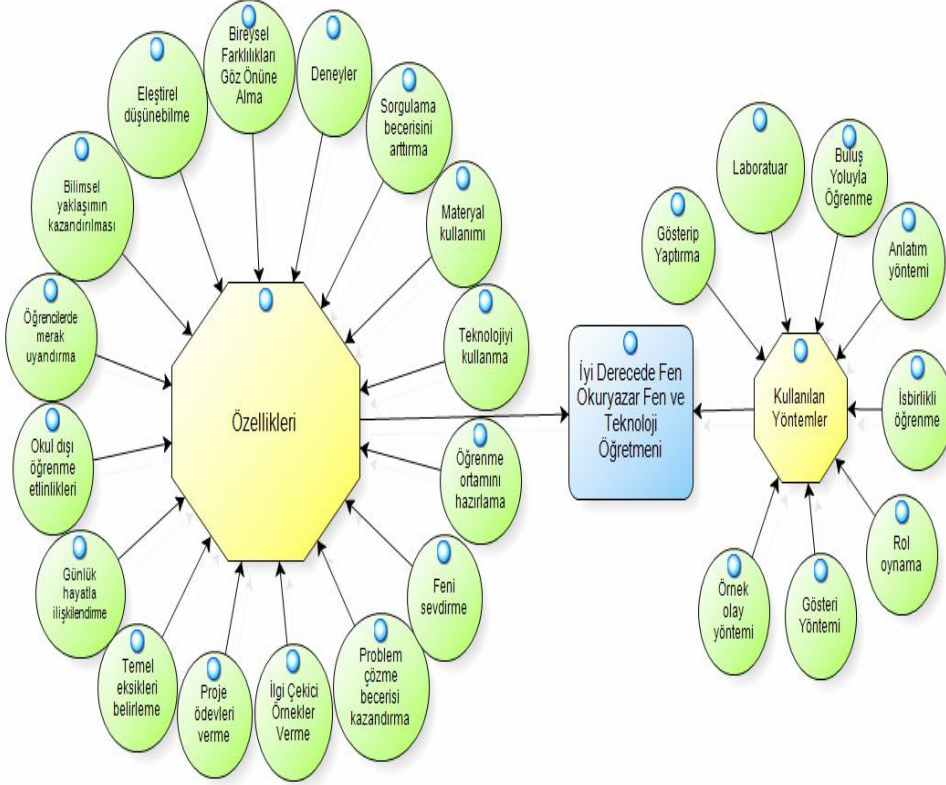 Bireysel
Farklılıkları
Göz Önüne
Alma
Deneyler
Sorgulama
becerisini
arttırma
Materyal
kullanımı
Teknolojiyi
kullanma
Öğrenme
ortamını
hazırlama
Feni
sevdirme
Problem
çözme
becerisi
kazandırma
İlgi Çekici
Örnekler
Verme
Proje
ödevleri
verme
Temel
eksikleri
belirleme
Günlük
hayatla
ilişkilendirme
Okul dışı
öğrenme
etlinlikleri
Öğrencilerde
merak
uyandırma
Bilimsel
yaklaşımın
kazandırılması
Eleştirel
düşünebilme
Özellikleri
İyi Derecede Fen
Okuryazar Fen ve
Teknoloji
Öğretmeni
Kullanılan
Yöntemler
Gösterip
Yaptırma
Laboratuar
Buluş
Yoluyla
Öğrenme
Anlatım
yöntemi
İsbirlikli
öğrenme
Rol
oynama
Gösteri
Yöntemi
Örnek
olay
yöntemi